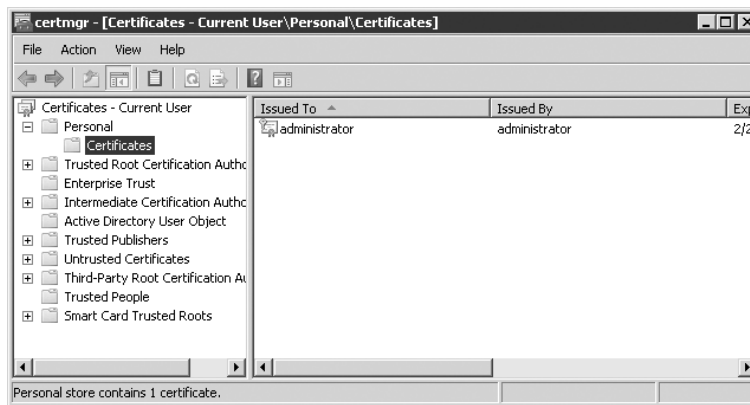 certmgr - [Certificates - Current User\Personal\Certificates]
File Action View Help
Certificates - Current User
Personal
Certificates
Trusted Root Certification Autho
Enterprise Trust
Intermediate Certification Autho
Active Directory User Object
Trusted Publishers
Untrusted Certificates
Third-Party Root Certification Au
Trusted People
Smart Card Trusted Roots
Issued To Issued By Exp
administrator administrator 2/2
Personal store contains 1 certificate.